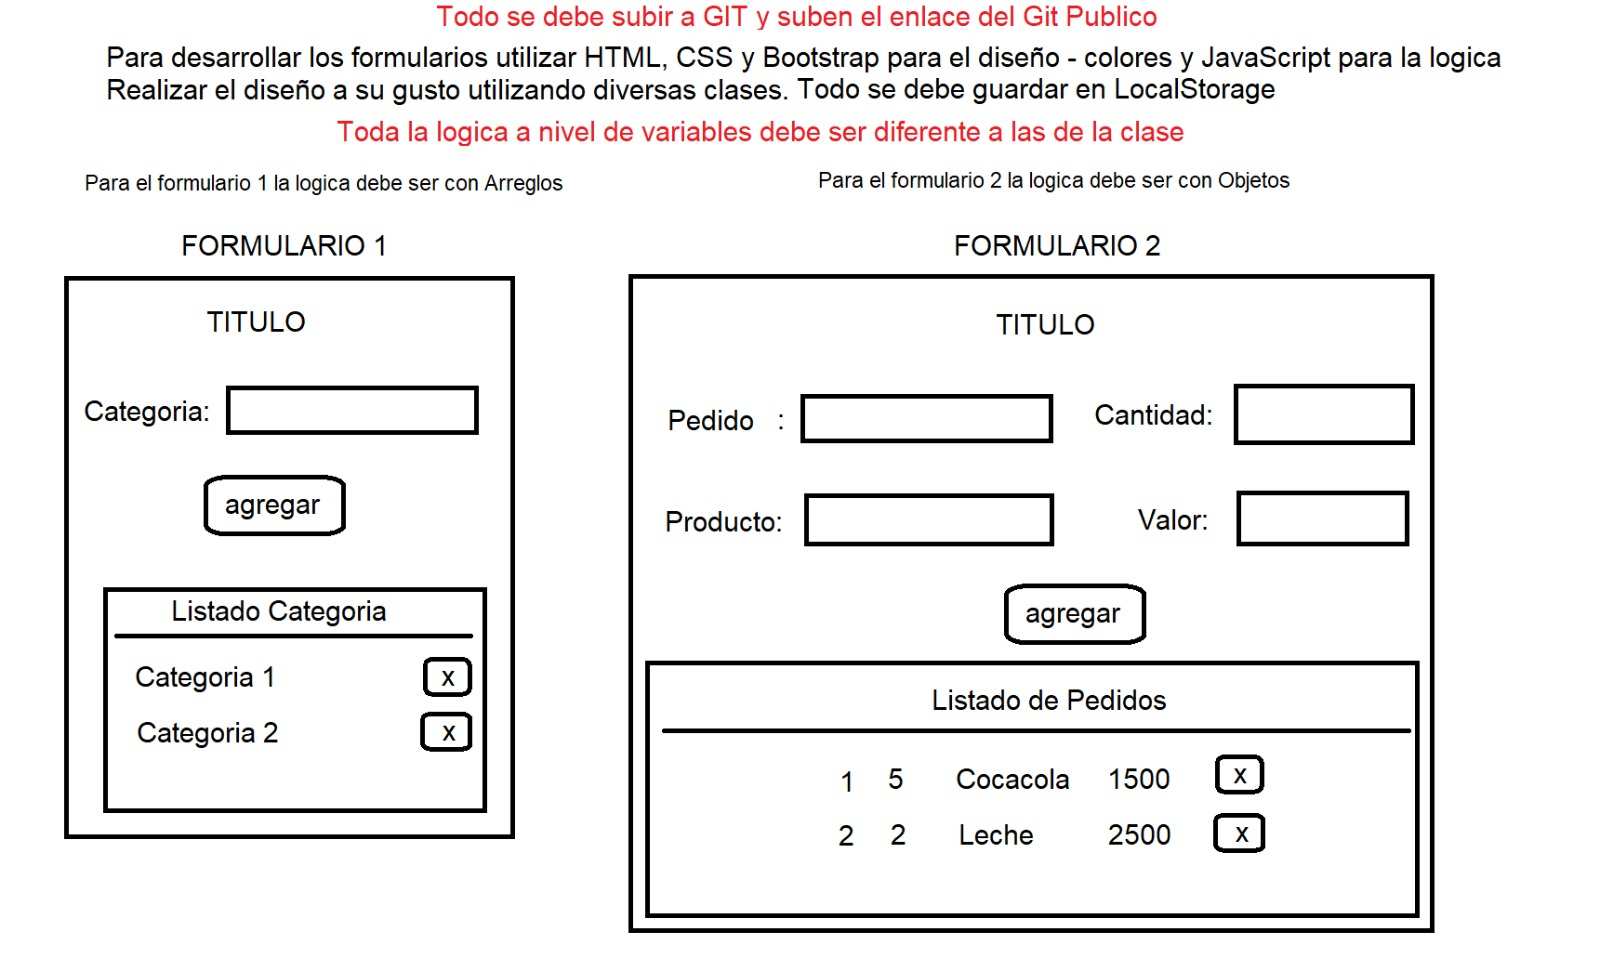 Todo se debe subir a GIT y suben el enlace del Git Publico
Para desarrollar los formularios utilizar HTML, CSS y Bootstrap para el diseño - colores y JavaScript para la logica
Realizar el diseño a su gusto utilizando diversas clases. Todo se debe guardar en LocalStorage
Toda la logica a nivel de variables debe ser diferente a las de la clase
Para el formulario 1 la logica debe ser con Arreglos
FORMULARIO 1
TITULO
Categoria:
agregar
Listado Categoria
Categoria 1 x
Categoria 2 x
Para el formulario 2 la logica debe ser con Objetos
FORMULARIO 2
TITULO
Pedido : Cantidad:
Producto: Valor:
agregar
Listado de Pedidos
1 5 Cocacola 1500 x
2 2 Leche 2500 x